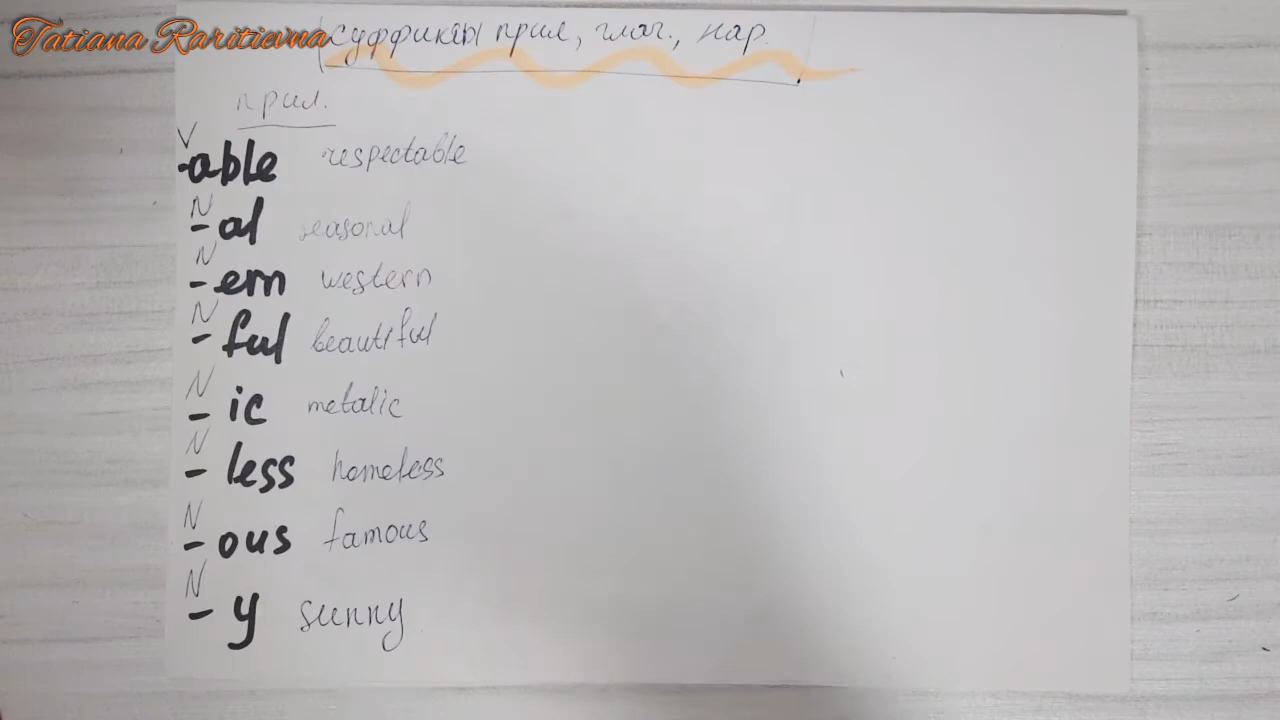 Tatiana Raritievna
Суффиксы прил, глаг., нар.
прил.
V
-able respectable
N
- al seasonal
N
- ern western
N
- ful beautiful
N
- ic metalic
N
- less homeless
N
- ous famous
N
- y sunny